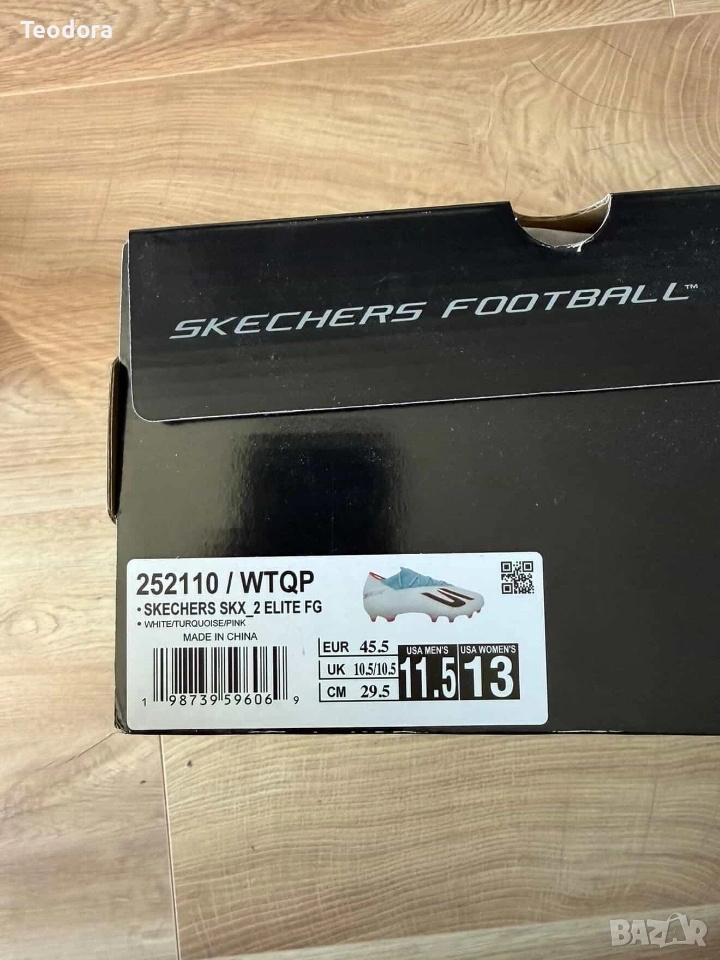 Teodora
SKECHERS FOOTBALL™
252110 / WTQP
• SKECHERS SKX_2 ELITE FG
• WHITE/TURQUOISE/PINK
MADE IN CHINA
1 98739 59606 9
EUR 45.5
UK 10.5/10.5
CM 29.5
USA MEN'S
11.5
USA WOMEN'S
13
BAZAR